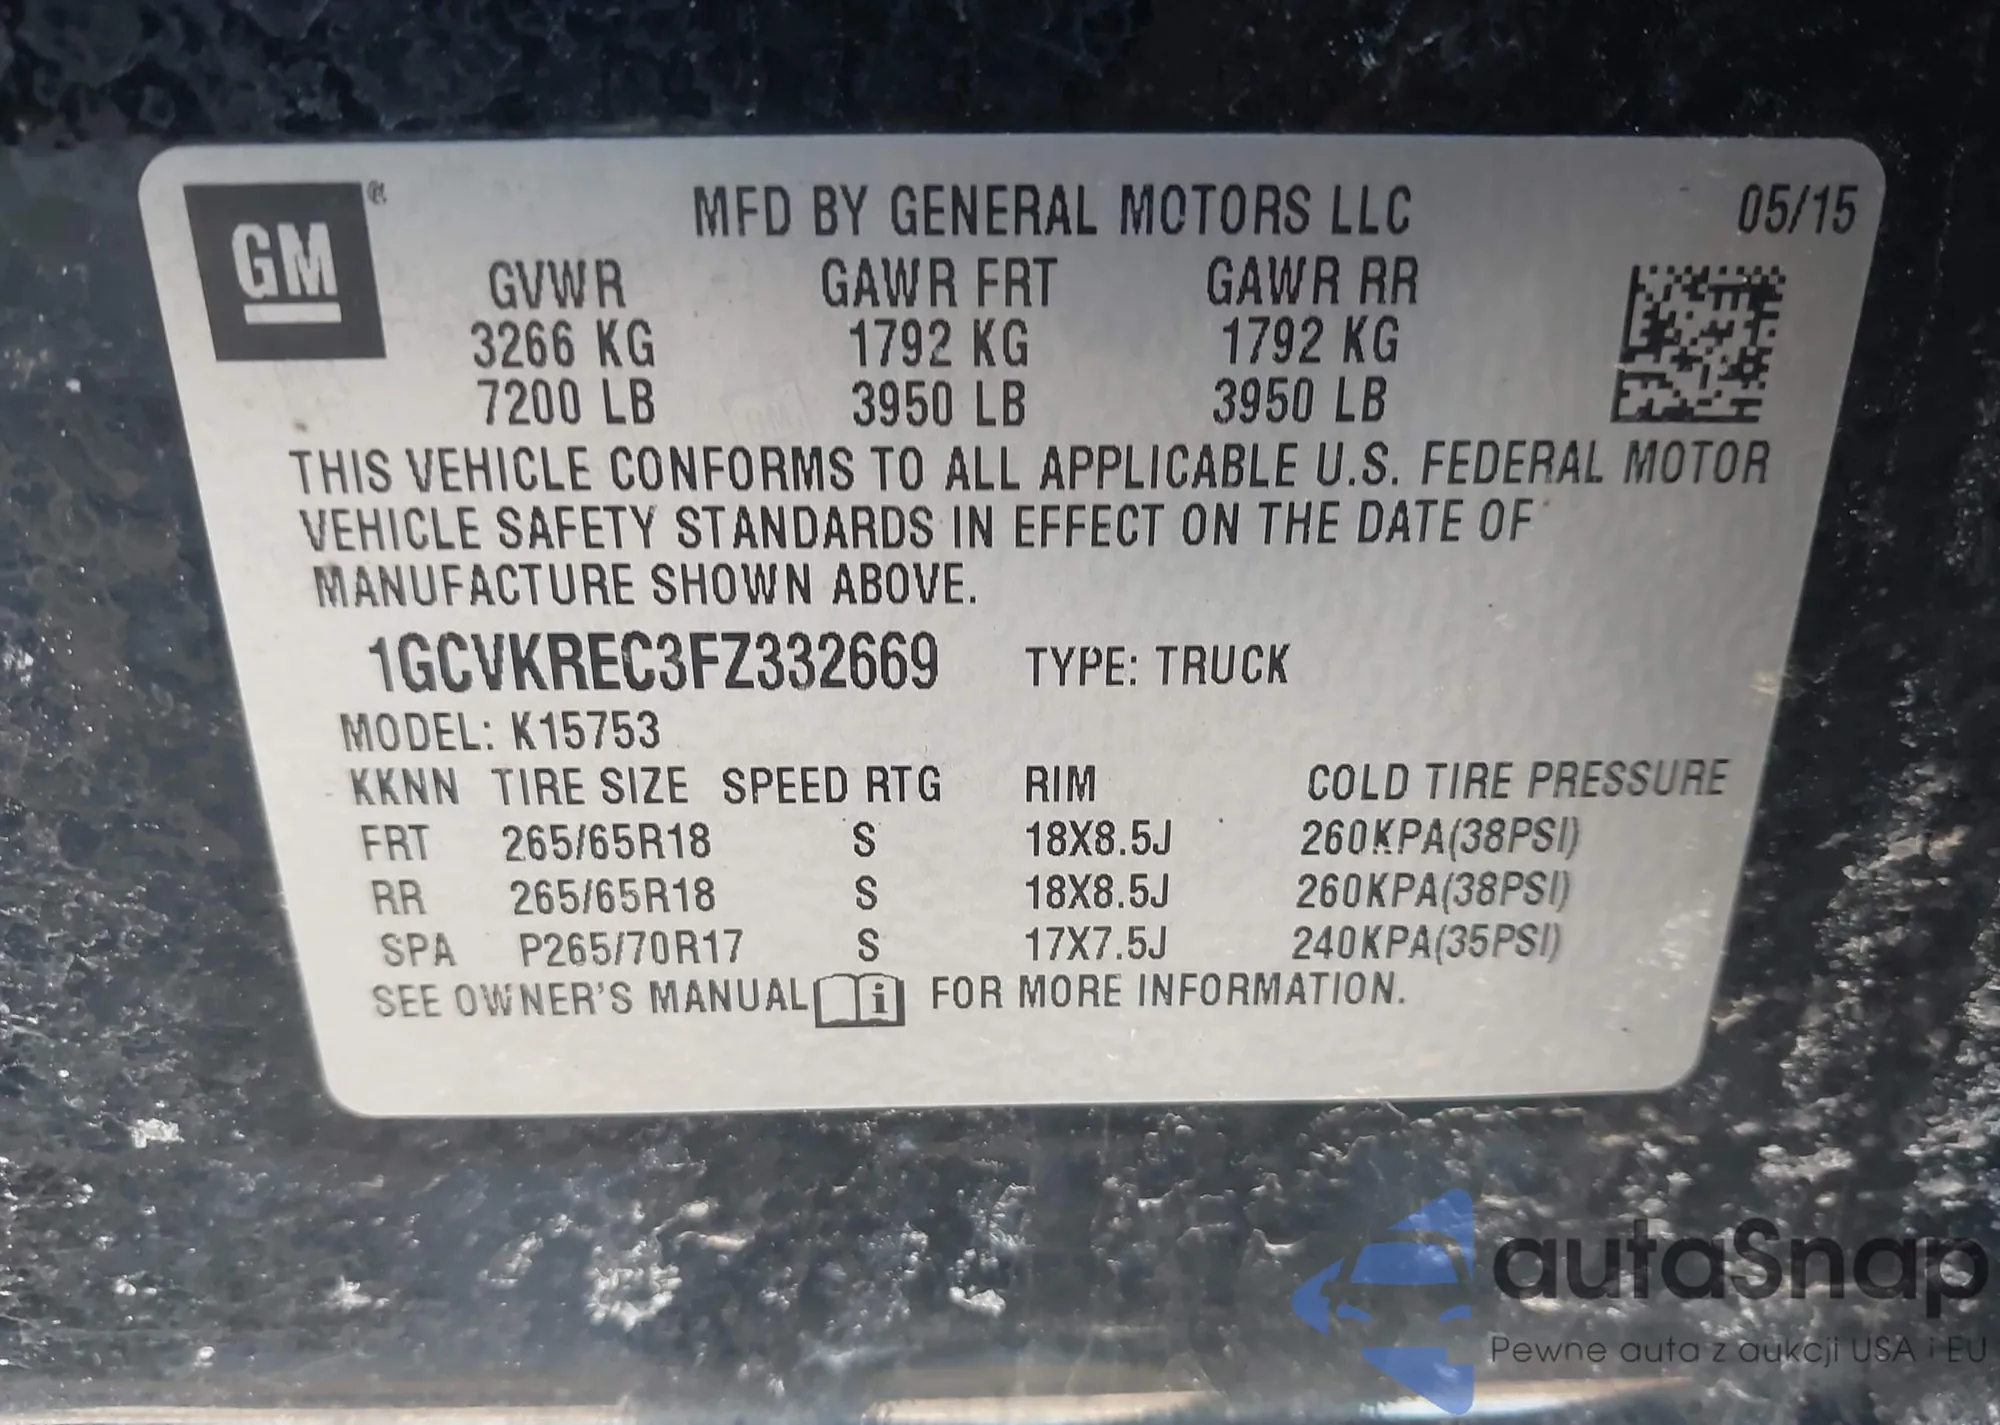 GM®
MFD BY GENERAL MOTORS LLC 05/15
GVWR GAWR FRT GAWR RR
3266 KG 1792 KG 1792 KG
7200 LB 3950 LB 3950 LB
THIS VEHICLE CONFORMS TO ALL APPLICABLE U.S. FEDERAL MOTOR
VEHICLE SAFETY STANDARDS IN EFFECT ON THE DATE OF
MANUFACTURE SHOWN ABOVE.
1GCVKREC3FZ332669 TYPE: TRUCK
MODEL: K15753
KKNN TIRE SIZE SPEED RTG RIM COLD TIRE PRESSURE
FRT 265/65R18 S 18X8.5J 260KPA(38PSI)
RR 265/65R18 S 18X8.5J 260KPA(38PSI)
SPA P265/70R17 S 17X7.5J 240KPA(35PSI)
SEE OWNER'S MANUAL i FOR MORE INFORMATION.
autaSnap
Pewne auta z aukcji USA i EU